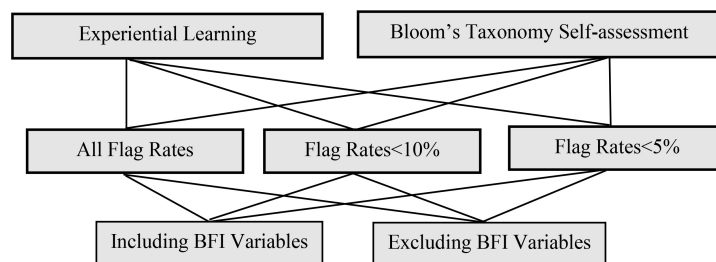 Experiential Learning
Bloom's Taxonomy Self-assessment
All Flag Rates
Flag Rates<10%
Flag Rates<5%
Including BFI Variables
Excluding BFI Variables